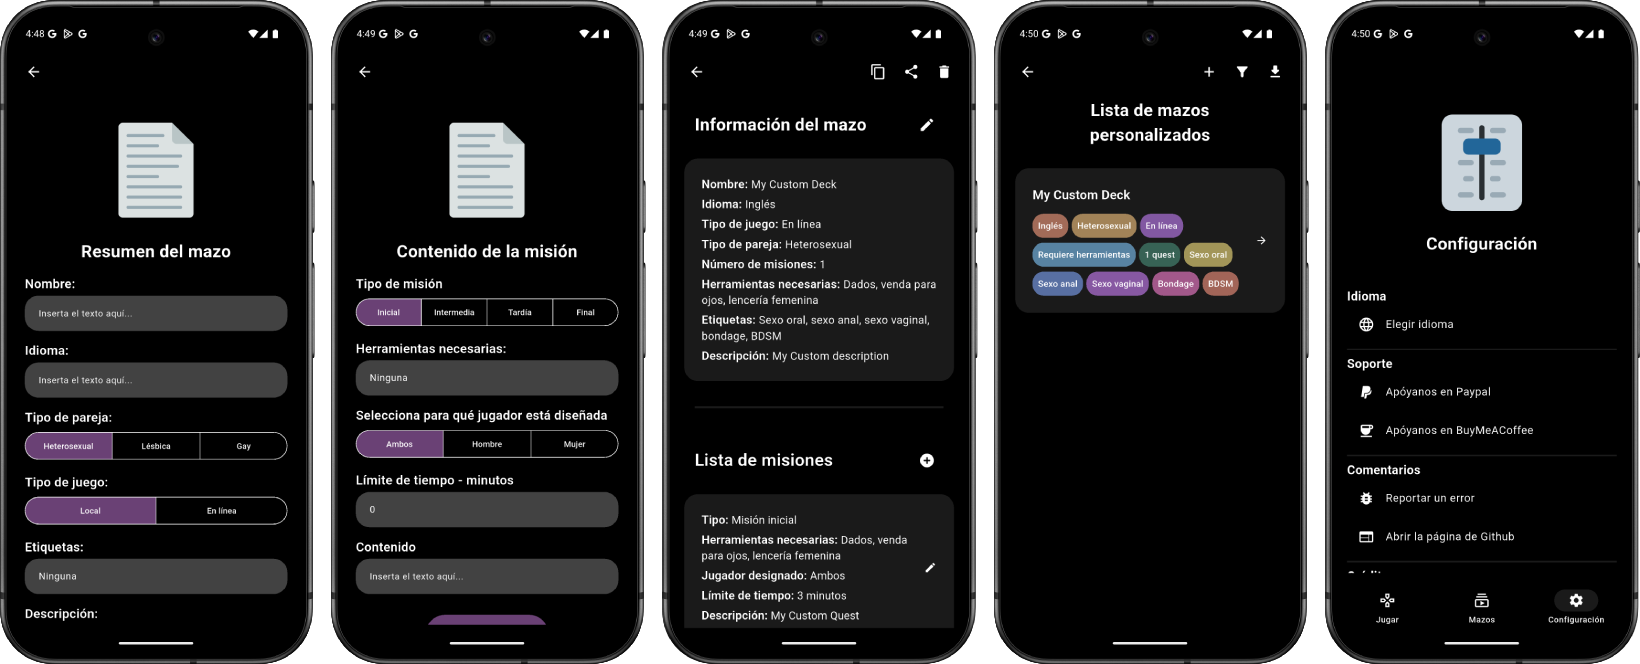 4:48
Resumen del mazo
Nombre:
Inserta el texto aquí...
Idioma:
Inserta el texto aquí...
Tipo de pareja:
Heterosexual Lésbica Gay
Tipo de juego:
Local En línea
Etiquetas:
Ninguna
Descripción:
4:49
Contenido de la misión
Tipo de misión
Inicial Intermedia Tardía Final
Herramientas necesarias:
Ninguna
Selecciona para qué jugador está diseñada
Ambos Hombre Mujer
Límite de tiempo - minutos
0
Contenido
Inserta el texto aquí...
4:49
Información del mazo
Nombre: My Custom Deck
Idioma: Inglés
Tipo de juego: En línea
Tipo de pareja: Heterosexual
Número de misiones: 1
Herramientas necesarias: Dados, venda para
ojos, lencería femenina
Etiquetas: Sexo oral, sexo anal, sexo vaginal,
bondage, BDSM
Descripción: My Custom description
Lista de misiones
Tipo: Misión inicial
Herramientas necesarias: Dados, venda
para ojos, lencería femenina
Jugador designado: Ambos
Límite de tiempo: 3 minutos
Descripción: My Custom Quest
4:50
Lista de mazos
personalizados
My Custom Deck
Inglés Heterosexual En línea
Requiere herramientas 1 quest Sexo oral
Sexo anal Sexo vaginal Bondage BDSM
4:50
Configuración
Idioma
Elegir idioma
Soporte
Apóyanos en Paypal
Apóyanos en BuyMeACoffee
Comentarios
Reportar un error
Abrir la página de Github
Jugar Mazos Configuración